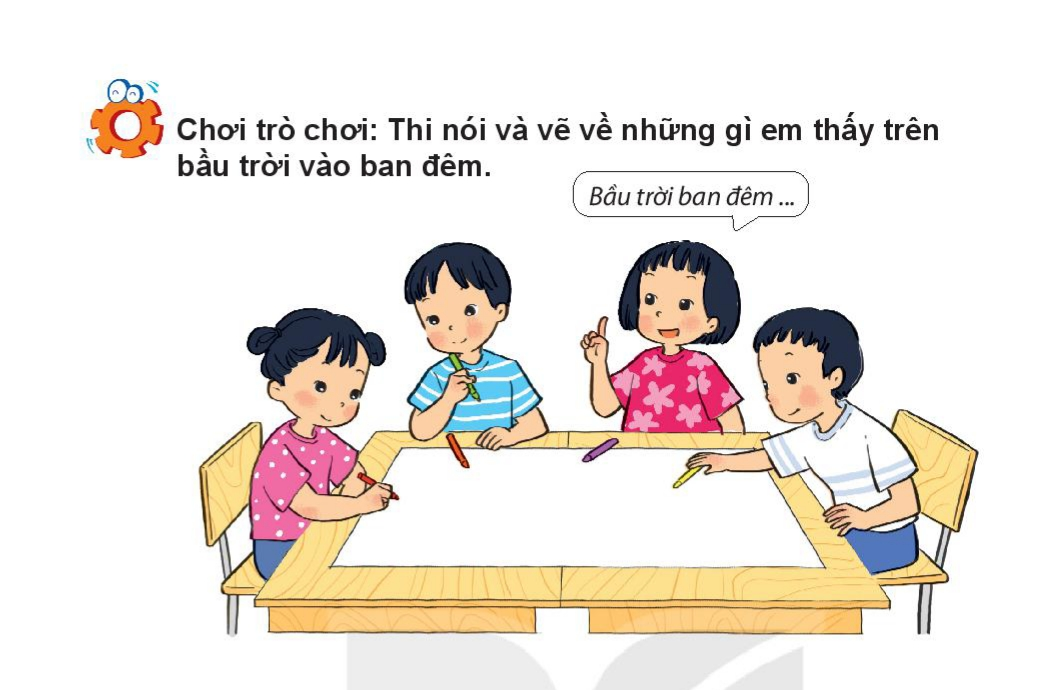 Chơi trò chơi: Thi nói và vẽ về những gì em thấy trên
bầu trời vào ban đêm.
Bầu trời ban đêm ...